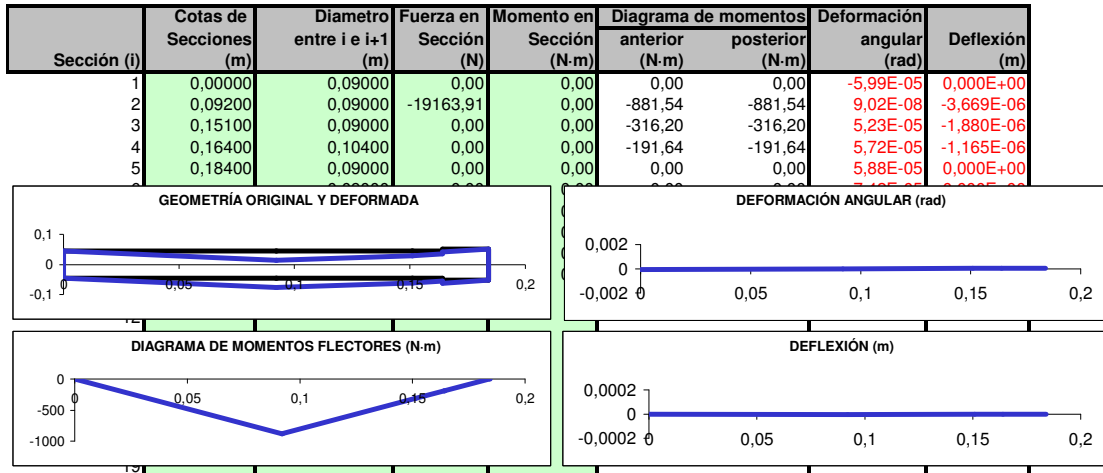 Cotas de Diametro Fuerza en Momento en Diagrama de momentos Deformación
Secciones entre i e i+1 Sección Sección anterior posterior angular Deflexión
Sección (i) (m) (m) (N) (N·m) (N·m) (N·m) (rad) (m)
1 0,00000 0,09000 0,00 0,00 0,00 0,00 -5,99E-05 0,000E+00
2 0,09200 0,09000 -19163,91 0,00 -881,54 -881,54 9,02E-08 -3,669E-06
3 0,15100 0,09000 0,00 0,00 -316,20 -316,20 5,23E-05 -1,880E-06
4 0,16400 0,10400 0,00 0,00 -191,64 -191,64 5,72E-05 -1,165E-06
5 0,18400 0,09000 0,00 0,00 0,00 0,00 5,88E-05 0,000E+00
GEOMETRÍA ORIGINAL Y DEFORMADA
0,1
0
-0,1
0 0,05 0,1 0,15 0,2
DEFORMACIÓN ANGULAR (rad)
0,002
0
-0,002
0 0,05 0,1 0,15 0,2
12
DIAGRAMA DE MOMENTOS FLECTORES (N·m)
0
-500
-1000
0 0,05 0,1 0,15 0,2
DEFLEXIÓN (m)
0,0002
0
-0,0002
0 0,05 0,1 0,15 0,2
19